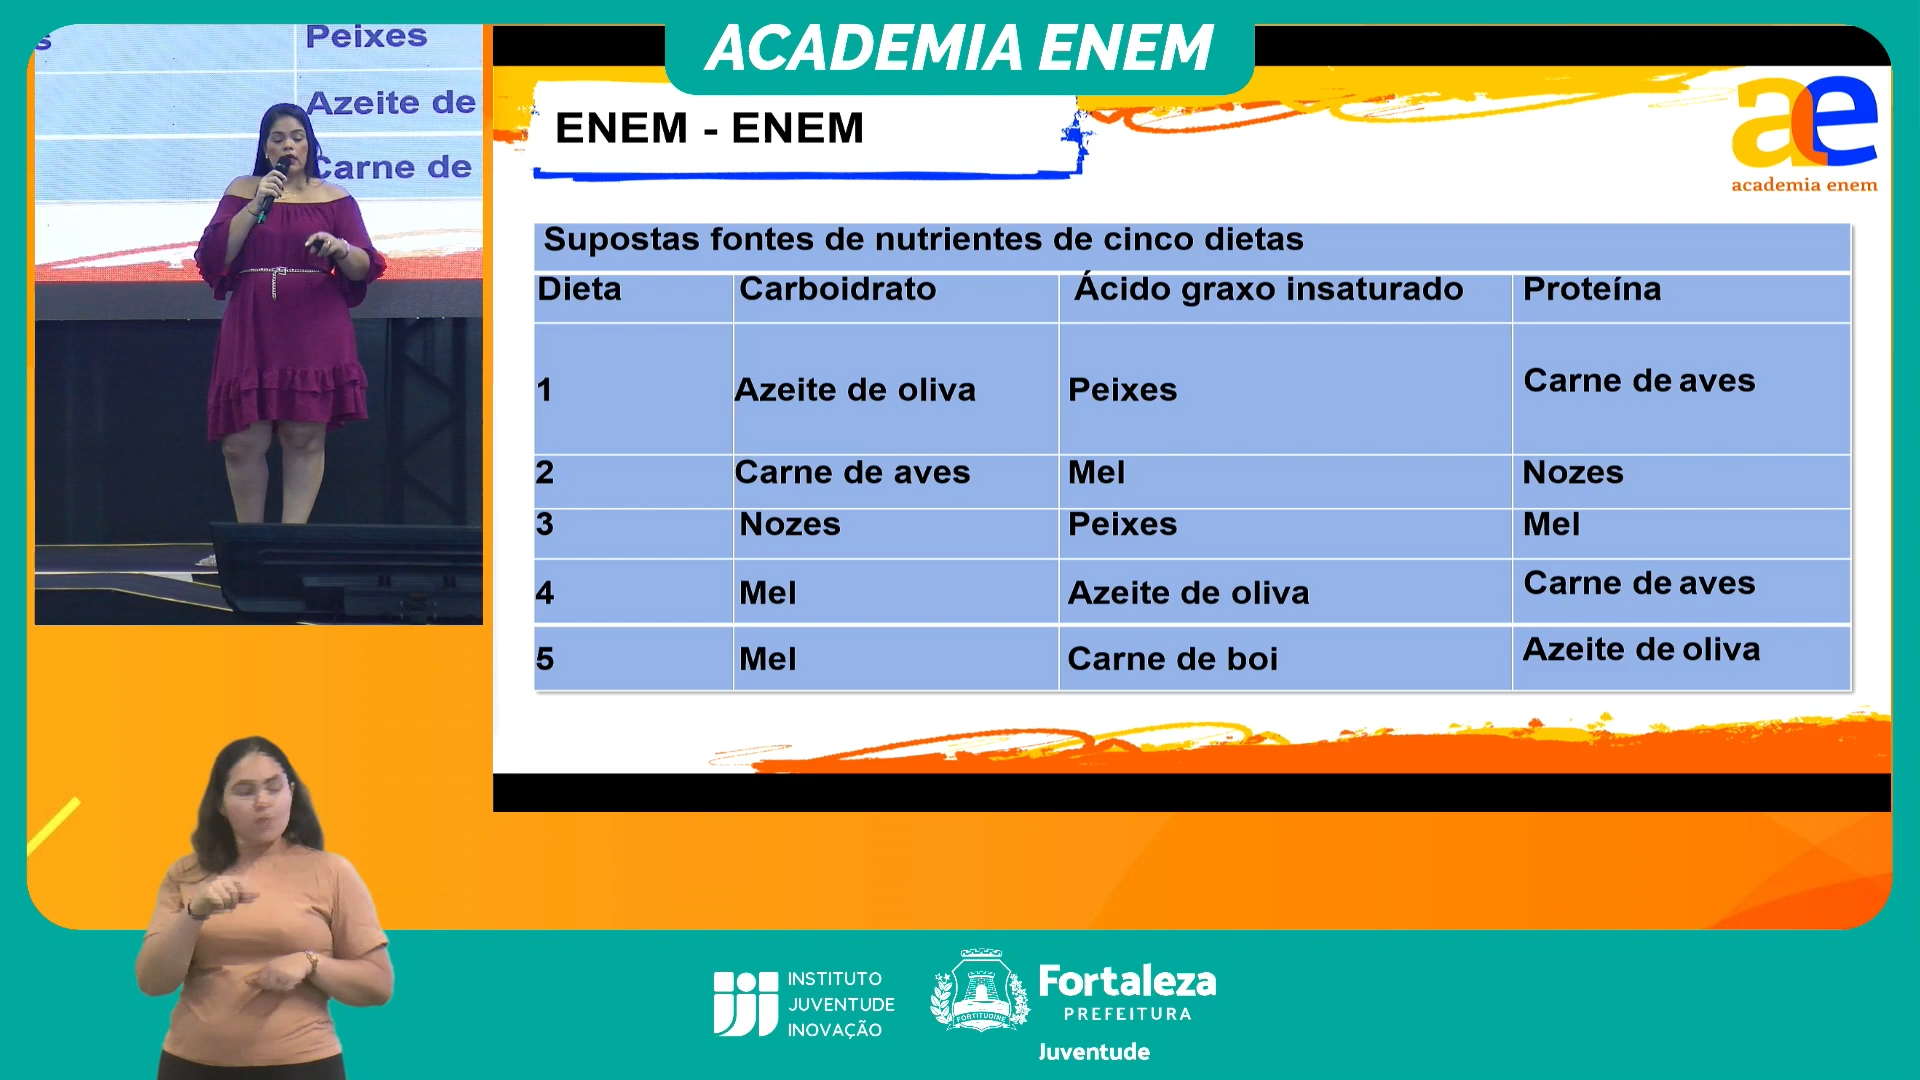 ACADEMIA ENEM
s
Peixes
Azeite de
Carne de
ENEM - ENEM
ae
academia enem
Supostas fontes de nutrientes de cinco dietas
Dieta Carboidrato Ácido graxo insaturado Proteína
1 Azeite de oliva Peixes Carne de aves
2 Carne de aves Mel Nozes
3 Nozes Peixes Mel
4 Mel Azeite de oliva Carne de aves
5 Mel Carne de boi Azeite de oliva
iji
INSTITUTO
JUVENTUDE
INOVAÇÃO
FORTITUDINE
Fortaleza
PREFEITURA
Juventude